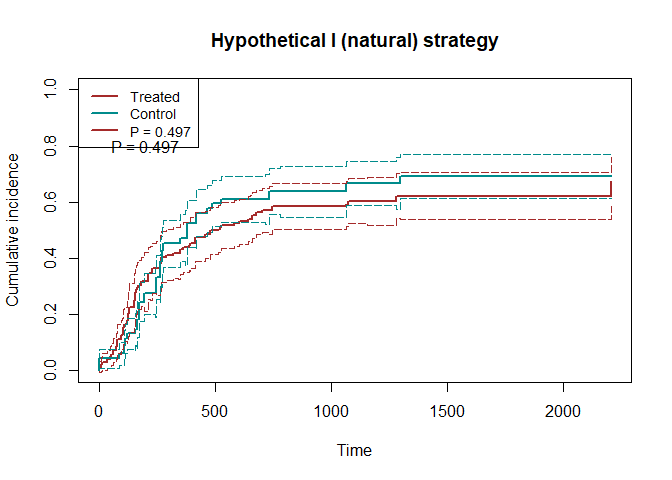 Hypothetical I (natural) strategy
Treated
Control
P = 0.497
P = 0.497
Cumulative incidence
0.0
0.2
0.4
0.6
0.8
1.0
0
500
1000
1500
2000
Time